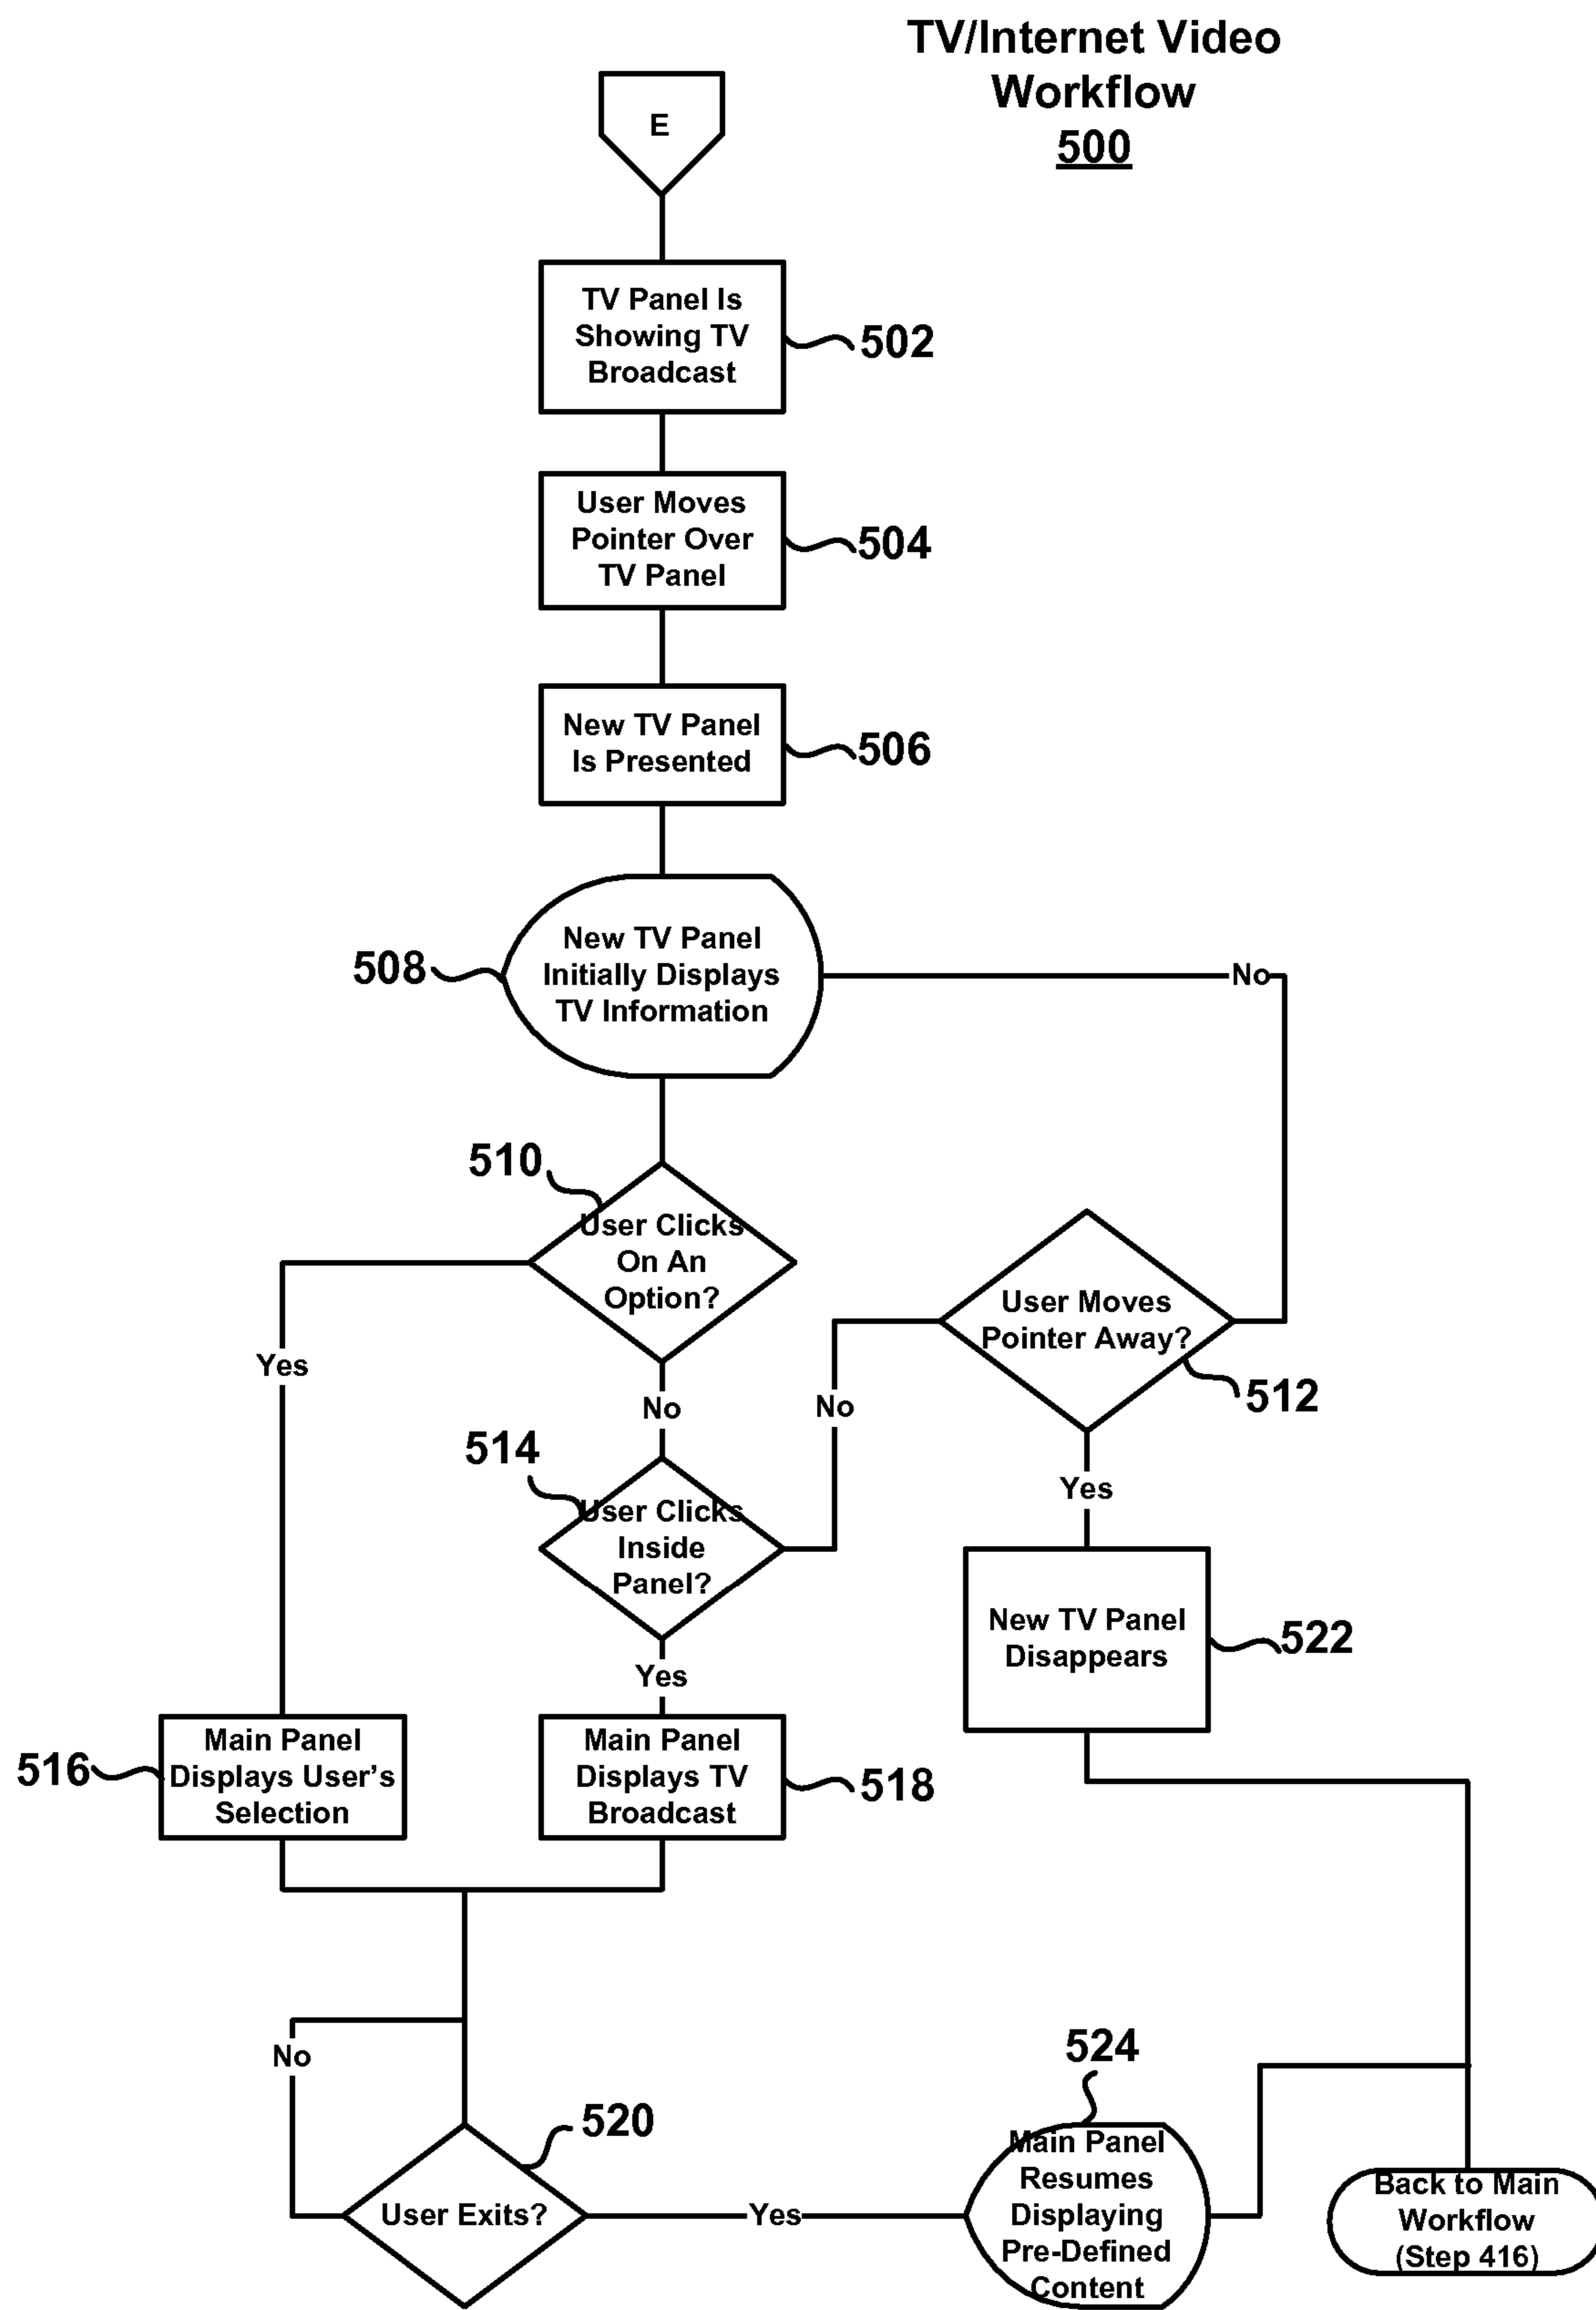 TV/Internet Video
Workflow
500
E
TV Panel Is
Showing TV
Broadcast
502
User Moves
Pointer Over
TV Panel
504
New TV Panel
Is Presented
506
508
New TV Panel
Initially Displays
TV Information
No
510
User Clicks
On An
Option?
User Moves
Pointer Away?
512
Yes
No
No
514
User Clicks
Inside
Panel?
Yes
Yes
New TV Panel
Disappears
522
516
Main Panel
Displays User's
Selection
Main Panel
Displays TV
Broadcast
518
No
520
User Exits?
Yes
524
Main Panel
Resumes
Displaying
Pre-Defined
Content
Back to Main
Workflow
(Step 416)